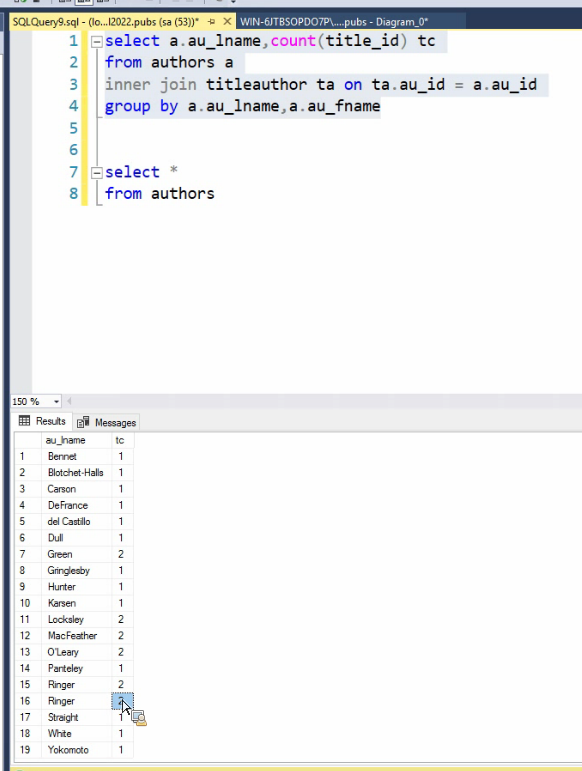 SQLQuery9.sql - (lo...l2022.pubs (sa (53))* WIN-6JTBSOPDO7P\....pubs - Diagram_0*
1 select a.au_lname,count(title_id) tc
2 from authors a
3 inner join titleauthor ta on ta.au_id = a.au_id
4 group by a.au_lname,a.au_fname
5
6
7 select *
8 from authors
150 %
Results Messages
au_lname tc
1 Bennet 1
2 Blotchet-Halls 1
3 Carson 1
4 DeFrance 1
5 del Castillo 1
6 Dull 1
7 Green 2
8 Gringlesby 1
9 Hunter 1
10 Karsen 1
11 Locksley 2
12 MacFeather 2
13 O'Leary 2
14 Panteley 1
15 Ringer 2
16 Ringer 2
17 Straight 1
18 White 1
19 Yokomoto 1